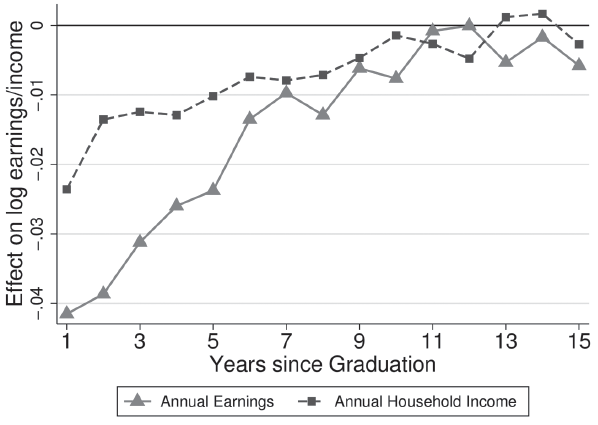 Effect on log earnings/income
0
-.01
-.02
-.03
-.04
1 3 5 7 9 11 13 15
Years since Graduation
Annual Earnings Annual Household Income